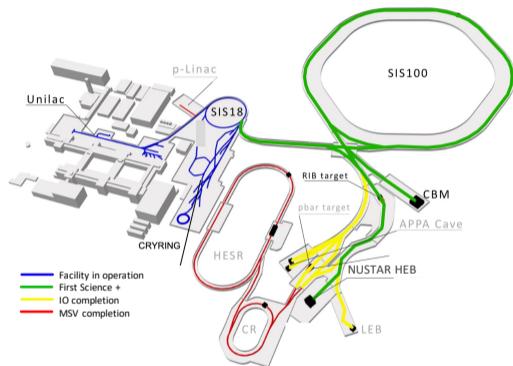 p-Linac
Unilac
SIS18
SIS100
RIB target
CBM
pbar target
APPA Cave
CRYRING
HESR
NUSTAR HEB
CR
LEB
Facility in operation
First Science +
IO completion
MSV completion